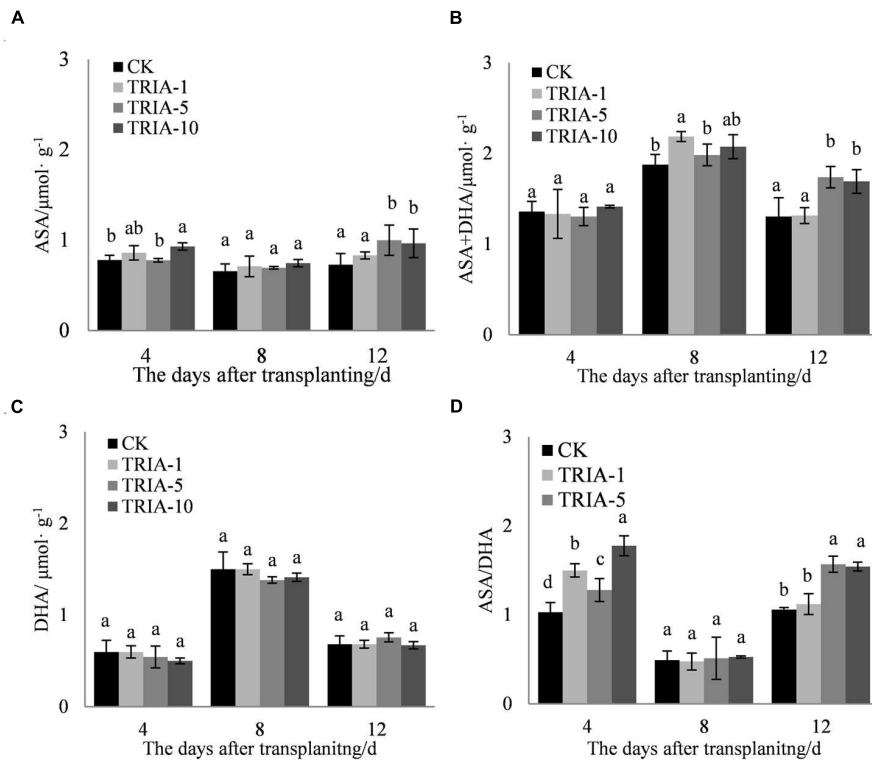 A
3
CK
TRIA-1
TRIA-5
TRIA-10
2
ASA/μmol· g-1
1
b ab b a
a a a a
a a b b
0
4 8 12
The days after transplanting/d
B
3
CK
TRIA-1
TRIA-5
TRIA-10
2
ASA+DHA/μmol· g-1
1
a a a a
b a b ab
a a b b
0
4 8 12
The days after transplanting/d
C
3
CK
TRIA-1
TRIA-5
TRIA-10
2
DHA/ μmol· g-1
1
a a a a
a a a a
a a a a
0
4 8 12
The days after transplanitng/d
D
3
CK
TRIA-1
TRIA-5
2
ASA/DHA
1
d b c a
a a a a
b b a a
0
4 8 12
The days after transplanitng/d